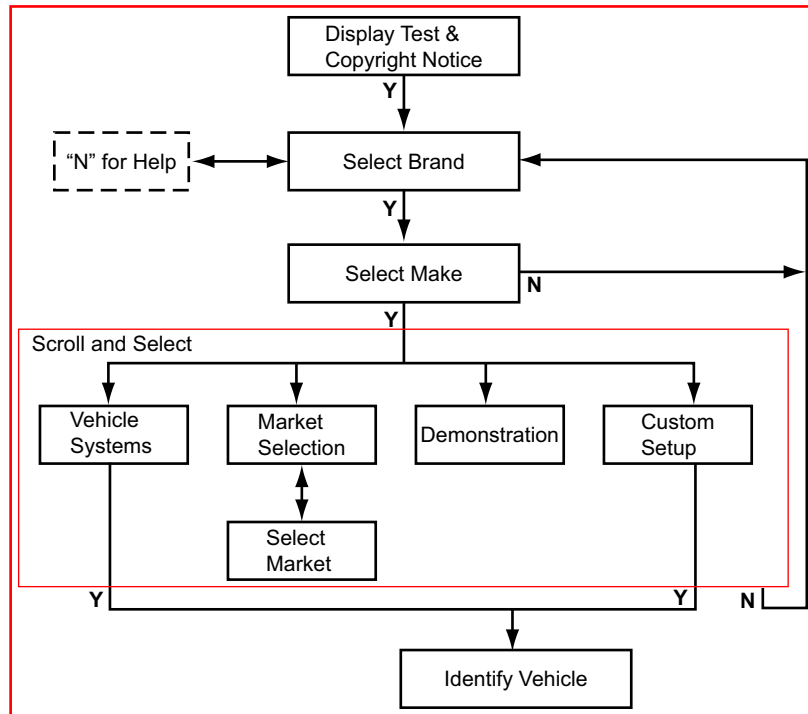 Display Test &
Copyright Notice
Y
“N” for Help
Select Brand
Y
Select Make
N
Y
Scroll and Select
Vehicle
Systems
Market
Selection
Demonstration
Custom
Setup
Select
Market
Y
Y
N
Identify Vehicle